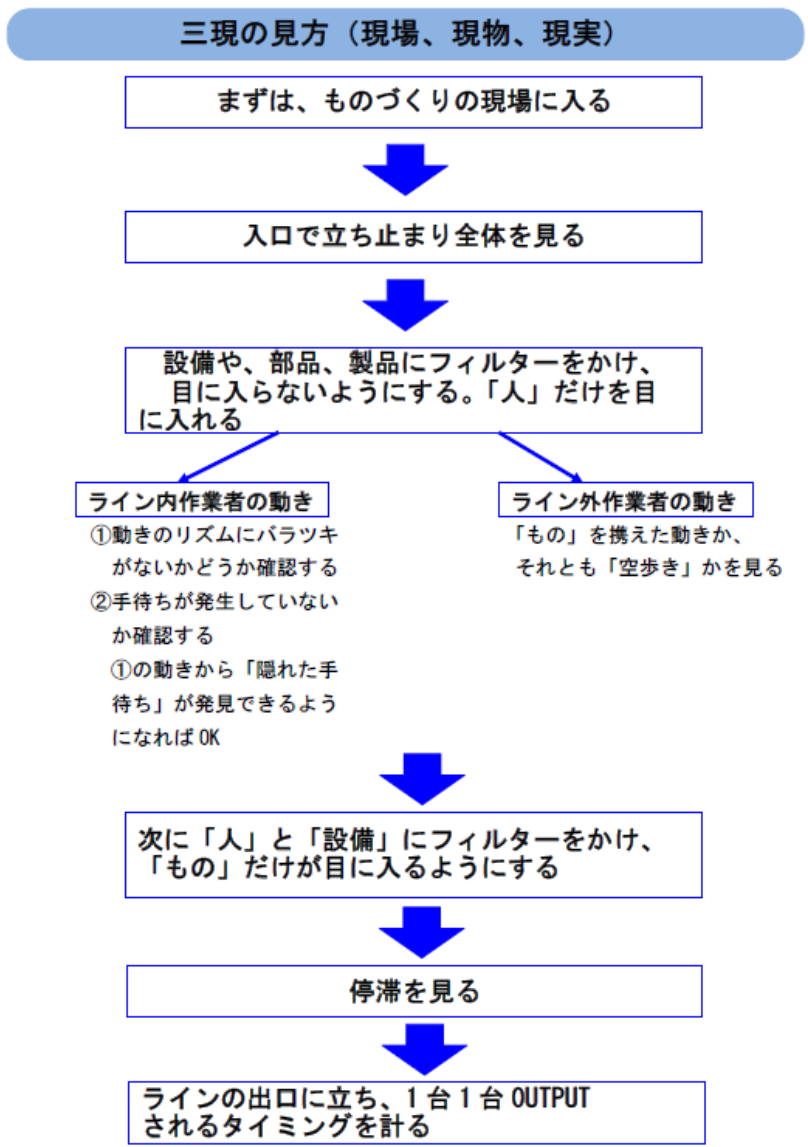 三現の見方（現場、現物、現実）
まずは、ものづくりの現場に入る
入口で立ち止まり全体を見る
設備や、部品、製品にフィルターをかけ、
目に入らないようにする。「人」だけを目
に入れる
ライン内作業者の動き
①動きのリズムにバラツキ
がないかどうか確認する
②手待ちが発生していない
か確認する
①の動きから「隠れた手
待ち」が発見できるよう
になれば OK
ライン外作業者の動き
「もの」を携えた動きか、
それとも「空歩き」かを見る
次に「人」と「設備」にフィルターをかけ、
「もの」だけが目に入るようにする
停滞を見る
ラインの出口に立ち、1 台 1 台 OUTPUT
されるタイミングを計る